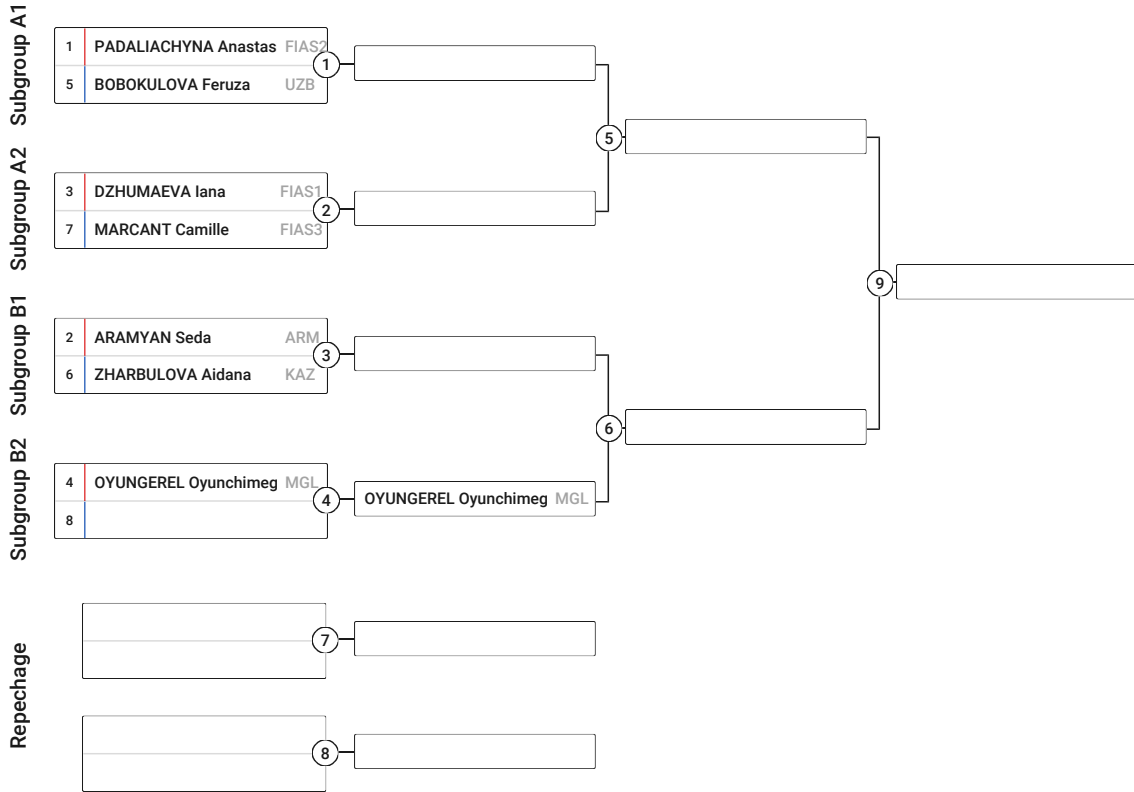 Subgroup A1
1 PADALIACHYNA Anastas FIAS2
5 BOBOKULOVA Feruza UZB
1
Subgroup A2
3 DZHUMAEVA Iana FIAS1
7 MARCANT Camille FIAS3
2
5
Subgroup B1
2 ARAMYAN Seda ARM
6 ZHARBULOVA Aidana KAZ
3
Subgroup B2
4 OYUNGEREL Oyunchimeg MGL
8
4
OYUNGEREL Oyunchimeg MGL
6
9
Repechage
7
8